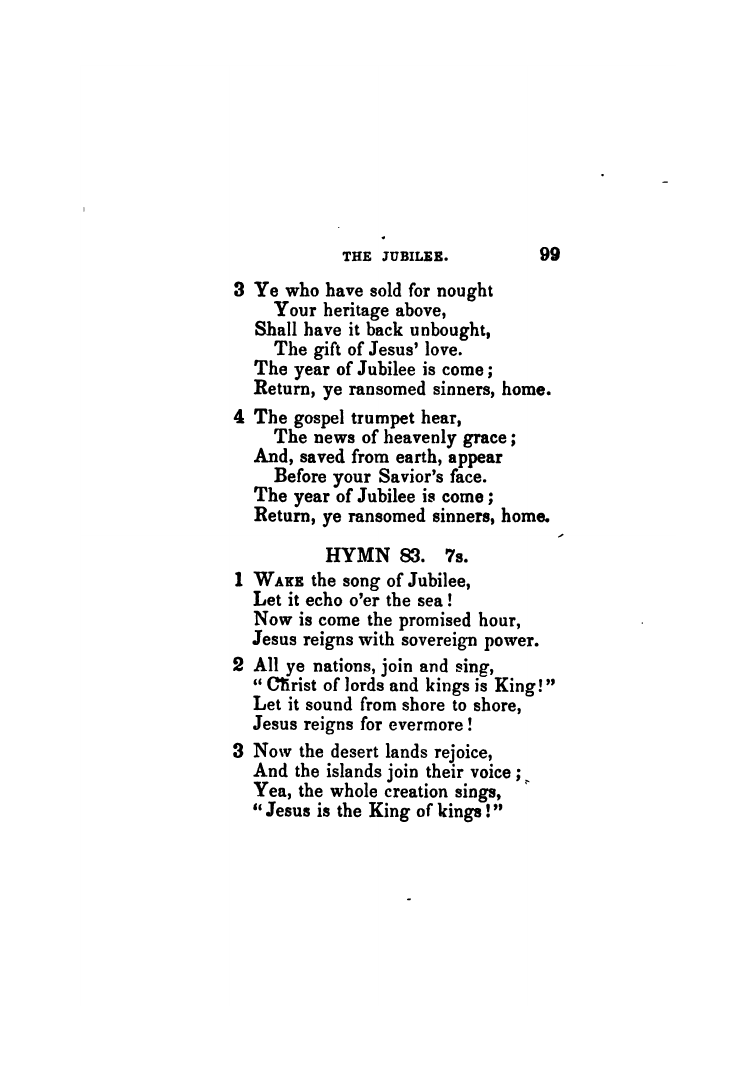 THE JUBILEE. 99
3 Ye who have sold for nought
Your heritage above,
Shall have it back unbought,
The gift of Jesus' love.
The year of Jubilee is come;
Return, ye ransomed sinners, home.
4 The gospel trumpet hear,
The news of heavenly grace;
And, saved from earth, appear
Before your Savior's face.
The year of Jubilee is come;
Return, ye ransomed sinners, home.
HYMN 83. 7s.
1 WAKE the song of Jubilee,
Let it echo o'er the sea!
Now is come the promised hour,
Jesus reigns with sovereign power.
2 All ye nations, join and sing,
"Christ of lords and kings is King!"
Let it sound from shore to shore,
Jesus reigns for evermore!
3 Now the desert lands rejoice,
And the islands join their voice;
Yea, the whole creation sings,
"Jesus is the King of kings!"